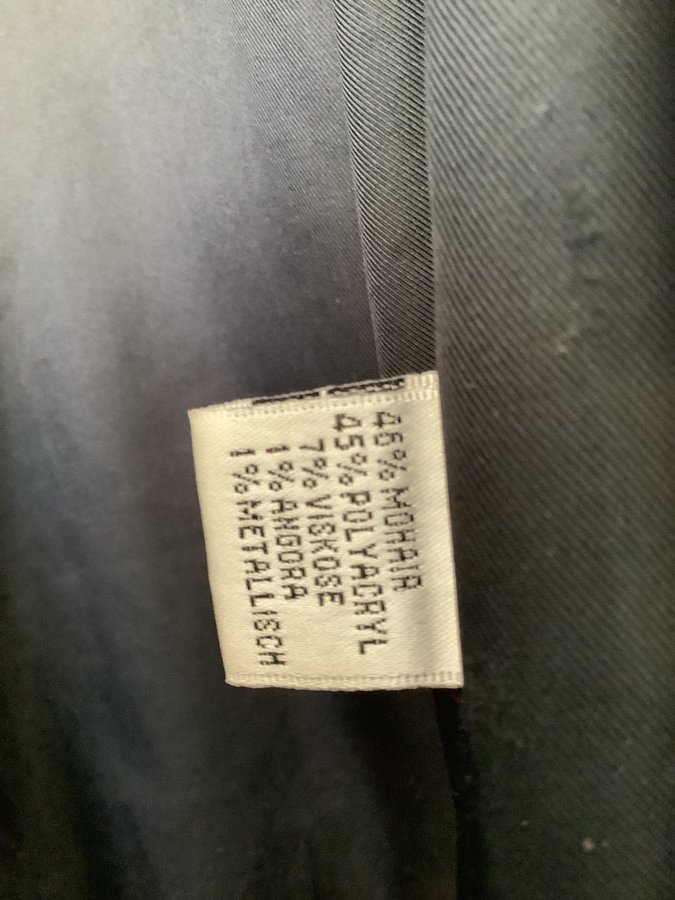 46% MOHAIR
45% POLYACRYL
7% VISKOSE
1% ANGORA
1% METALLISCH